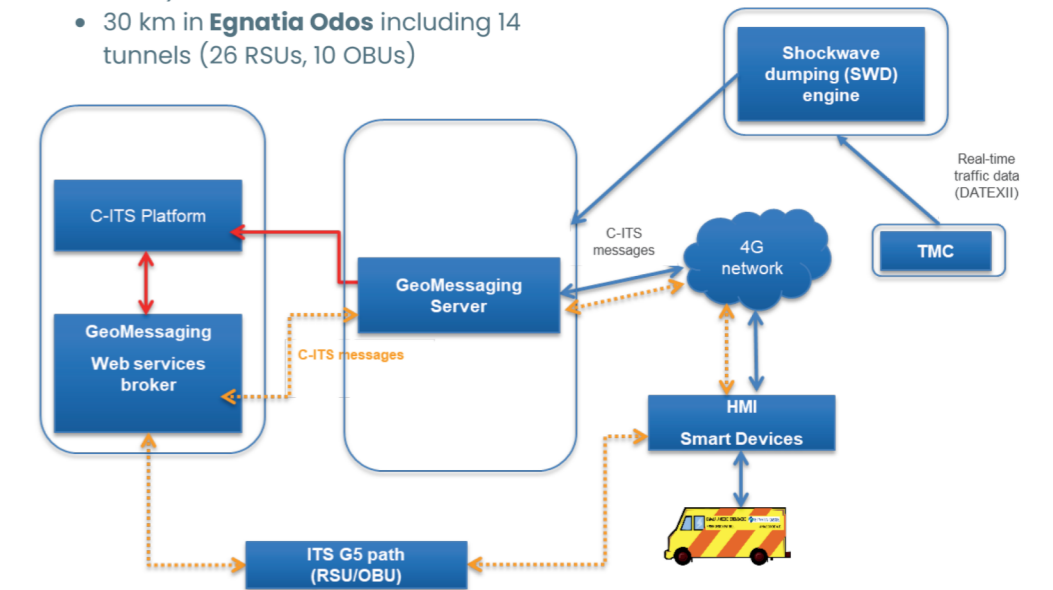 • 30 km in Egnatia Odos including 14
tunnels (26 RSUs, 10 OBUs)
Shockwave
dumping (SWD)
engine
Real-time
traffic data
(DATEXII)
TMC
C-ITS Platform
C-ITS
messages
4G
network
GeoMessaging
Server
GeoMessaging
Web services
broker
C-ITS messages
HMI
Smart Devices
ITS G5 path
(RSU/OBU)